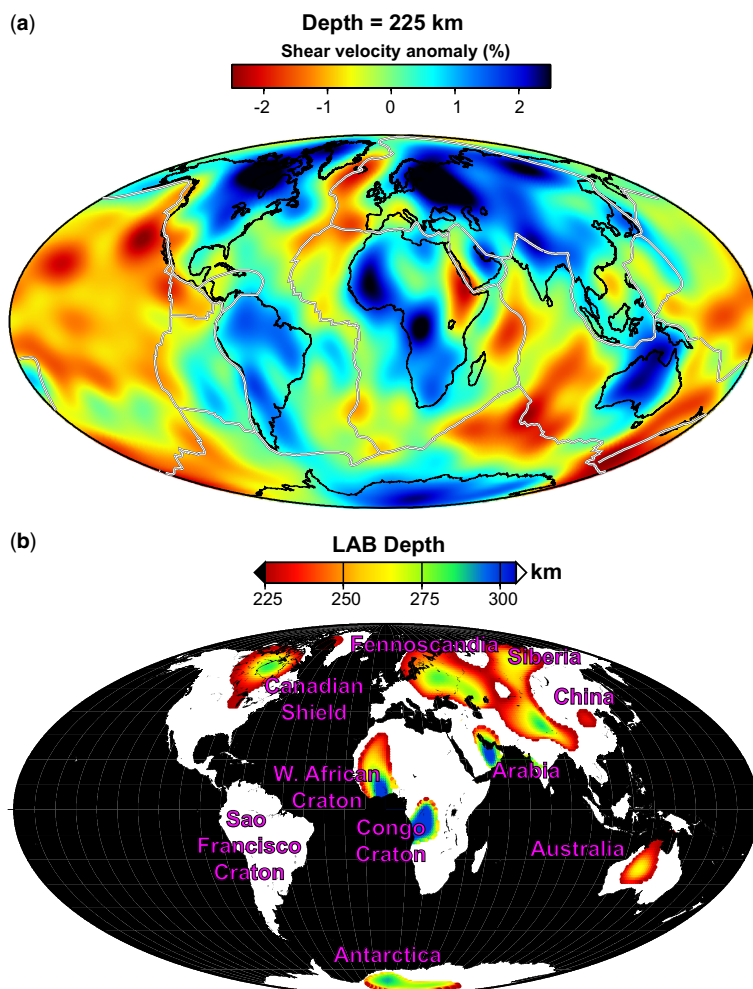 (a)
Depth = 225 km
Shear velocity anomaly (%)
-2 -1 0 1 2
(b)
LAB Depth
km
225 250 275 300
Fennoscandia
Siberia
Canadian
Shield
China
W. African
Craton
Arabia
Sao
Francisco
Craton
Congo
Craton
Australia
Antarctica